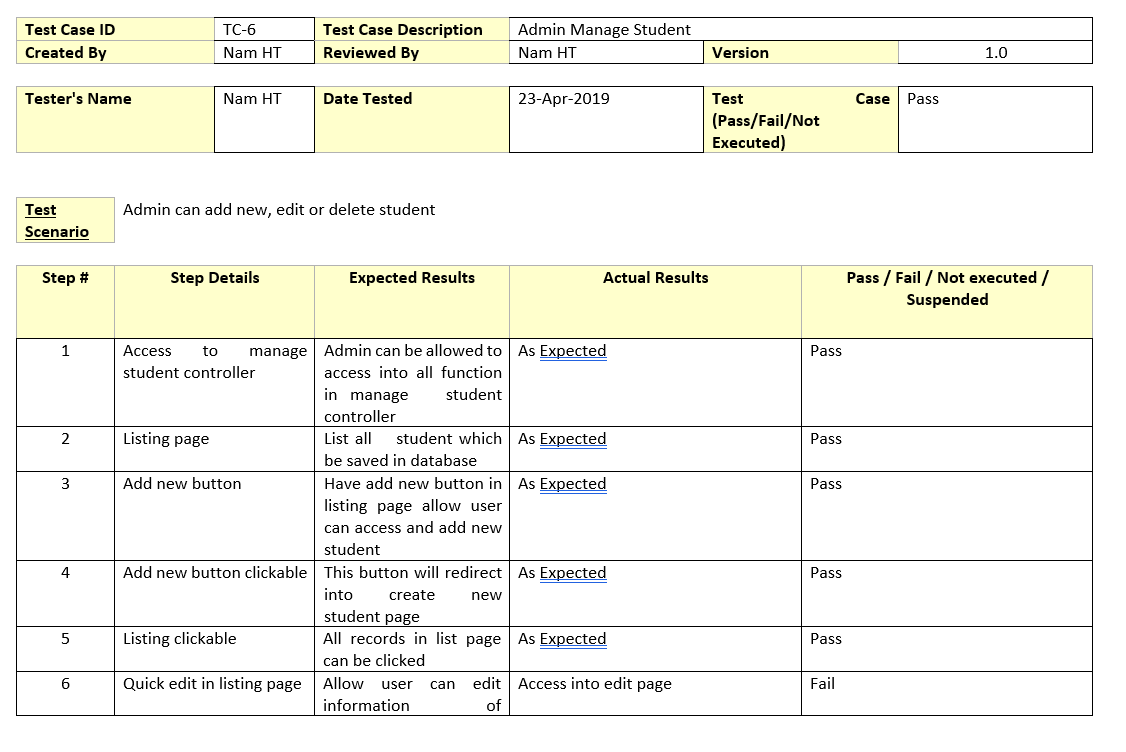 Test Case ID TC-6 Test Case Description Admin Manage Student
Created By Nam HT Reviewed By Nam HT Version 1.0
Tester's Name Nam HT Date Tested 23-Apr-2019 Test Case Pass
(Pass/Fail/Not
Executed)
Test Admin can add new, edit or delete student
Scenario
Step # Step Details Expected Results Actual Results Pass / Fail / Not executed /
Suspended
1 Access to manage Admin can be allowed to As Expected Pass
student controller access into all function
in manage student
controller
2 Listing page List all student which As Expected Pass
be saved in database
3 Add new button Have add new button in As Expected Pass
listing page allow user
can access and add new
student
4 Add new button clickable This button will redirect As Expected Pass
into create new
student page
5 Listing clickable All records in list page As Expected Pass
can be clicked
6 Quick edit in listing page Allow user can edit Access into edit page Fail
information of